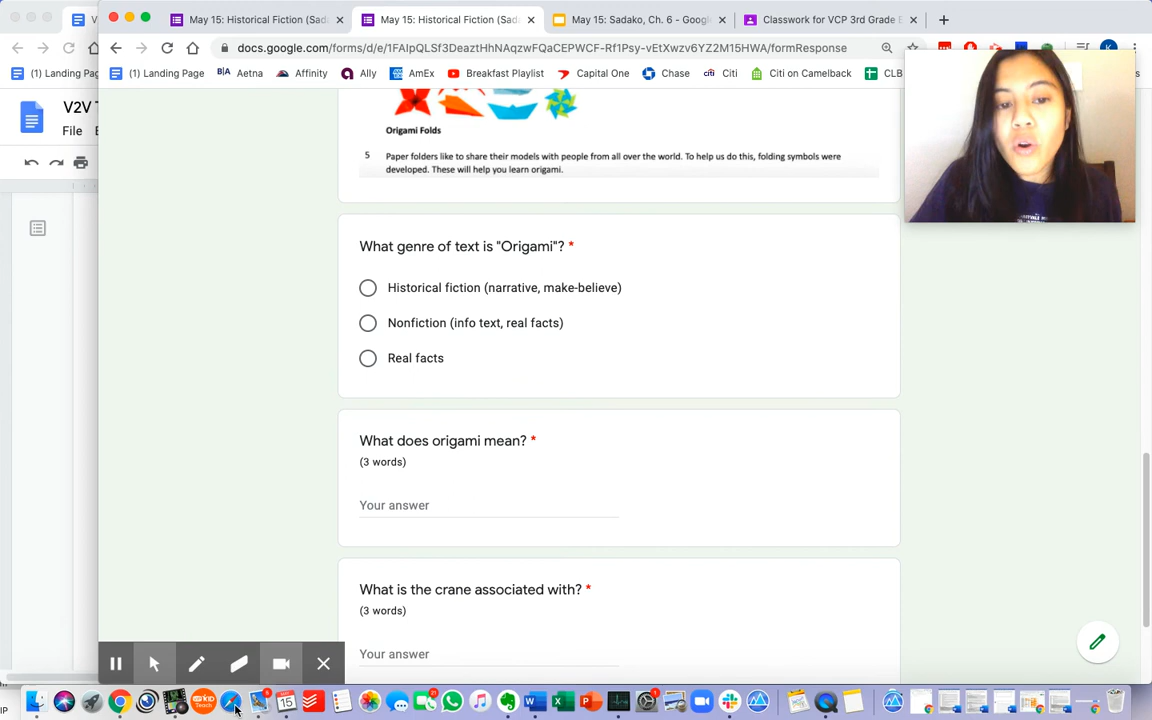 May 15: Historical Fiction (Sad
May 15: Historical Fiction (Sad
May 15: Sadako, Ch. 6 - Google
Classwork for VCP 3rd Grade E
docs.google.com/forms/d/e/1FAIpQLSf3DeaztHhNAqzwFQaCEPWCF-Rf1Psy-vEtXwzv6YZ2M15HWA/formResponse
(1) Landing Pag
(1) Landing Page
Aetna
Affinity
Ally
AmEx
Breakfast Playlist
Capital One
Chase
Citi
Citi on Camelback
CLB
V2V T
File
Origami Folds
5 Paper folders like to share their models with people from all over the world. To help us do this, folding symbols were
developed. These will help you learn origami.
What genre of text is "Origami"? *
Historical fiction (narrative, make-believe)
Nonfiction (info text, real facts)
Real facts
What does origami mean? *
(3 words)
Your answer
What is the crane associated with? *
(3 words)
Your answer